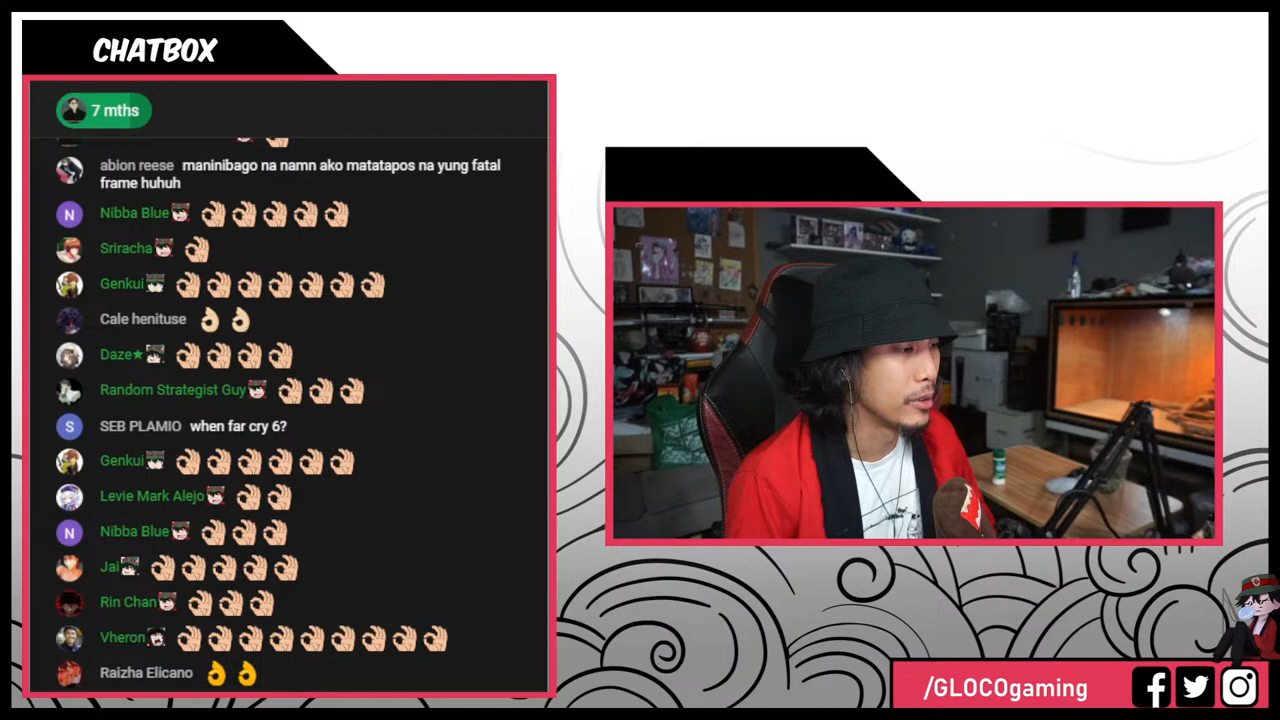 CHATBOX
7 mths
abion reese maninibago na namn ako matatapos na yung fatal
frame huhuh
N Nibba Blue 👌🏼👌🏼👌🏼👌🏼👌🏼
Sriracha 👌🏼
Genkui 👌🏼👌🏼👌🏼👌🏼👌🏼👌🏼👌🏼
Cale henituse 👌🏻👌🏻
Daze★ 👌🏼👌🏼👌🏼👌🏼
Random Strategist Guy 👌🏼👌🏼👌🏼
S SEB PLAMIO when far cry 6?
Genkui 👌🏼👌🏼👌🏼👌🏼👌🏼👌🏼
Levie Mark Alejo 👌🏼👌🏼
N Nibba Blue 👌🏼👌🏼👌🏼
Jai 👌🏼👌🏼👌🏼👌🏼👌🏼
Rin Chan 👌🏼👌🏼👌🏼
Vheron 👌🏼👌🏼👌🏼👌🏼👌🏼👌🏼👌🏼👌🏼👌🏼
Raizha Elicano 👌👌
/GLOCOgaming